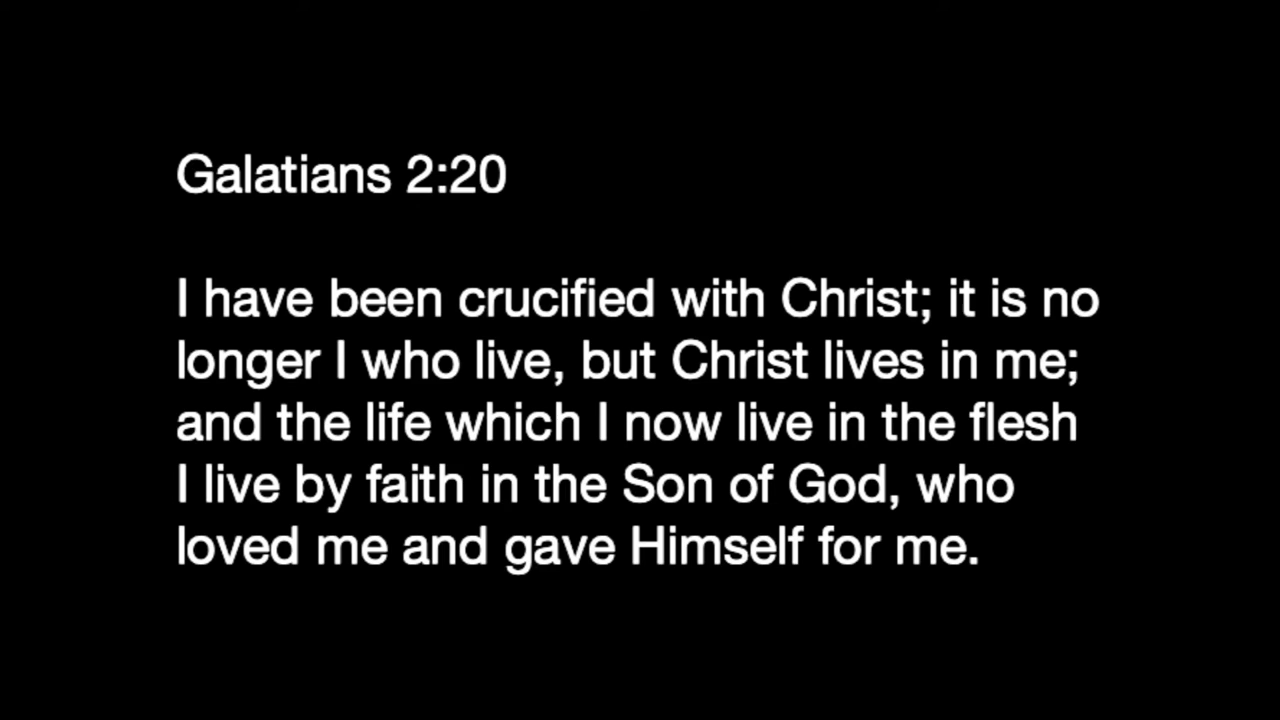 Galatians 2:20
I have been crucified with Christ; it is no
longer I who live, but Christ lives in me;
and the life which I now live in the flesh
I live by faith in the Son of God, who
loved me and gave Himself for me.